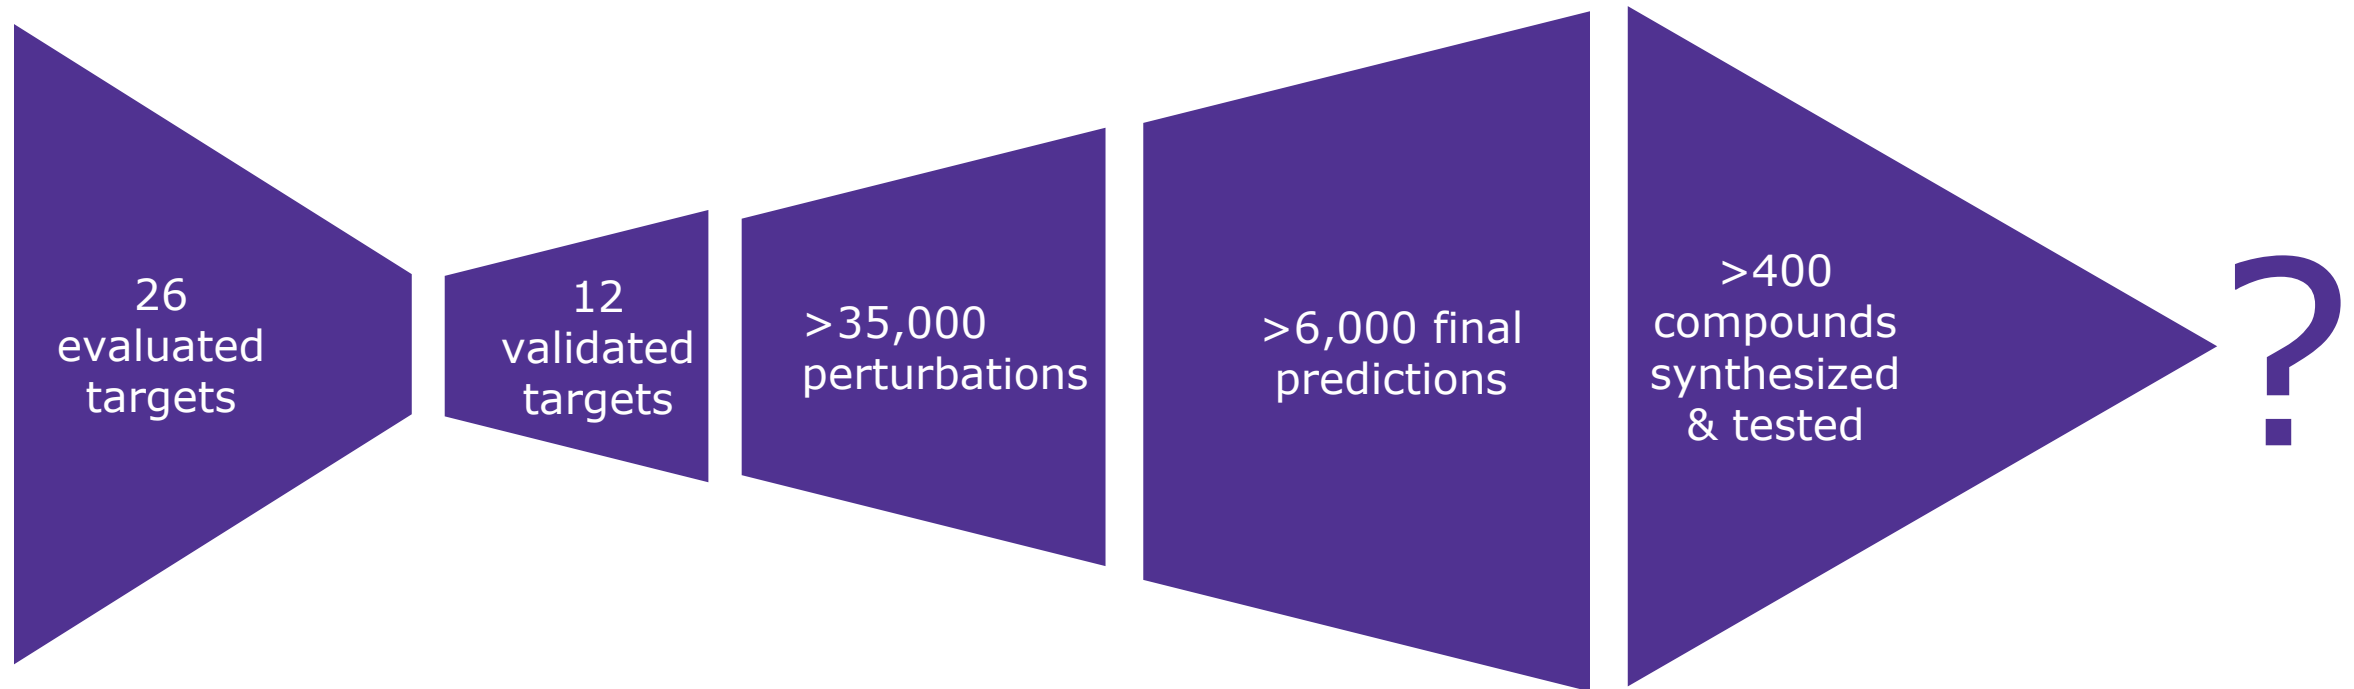 26
evaluated
targets
12
validated
targets
>35,000
perturbations
>6,000 final
predictions
>400
compounds
synthesized
& tested
?